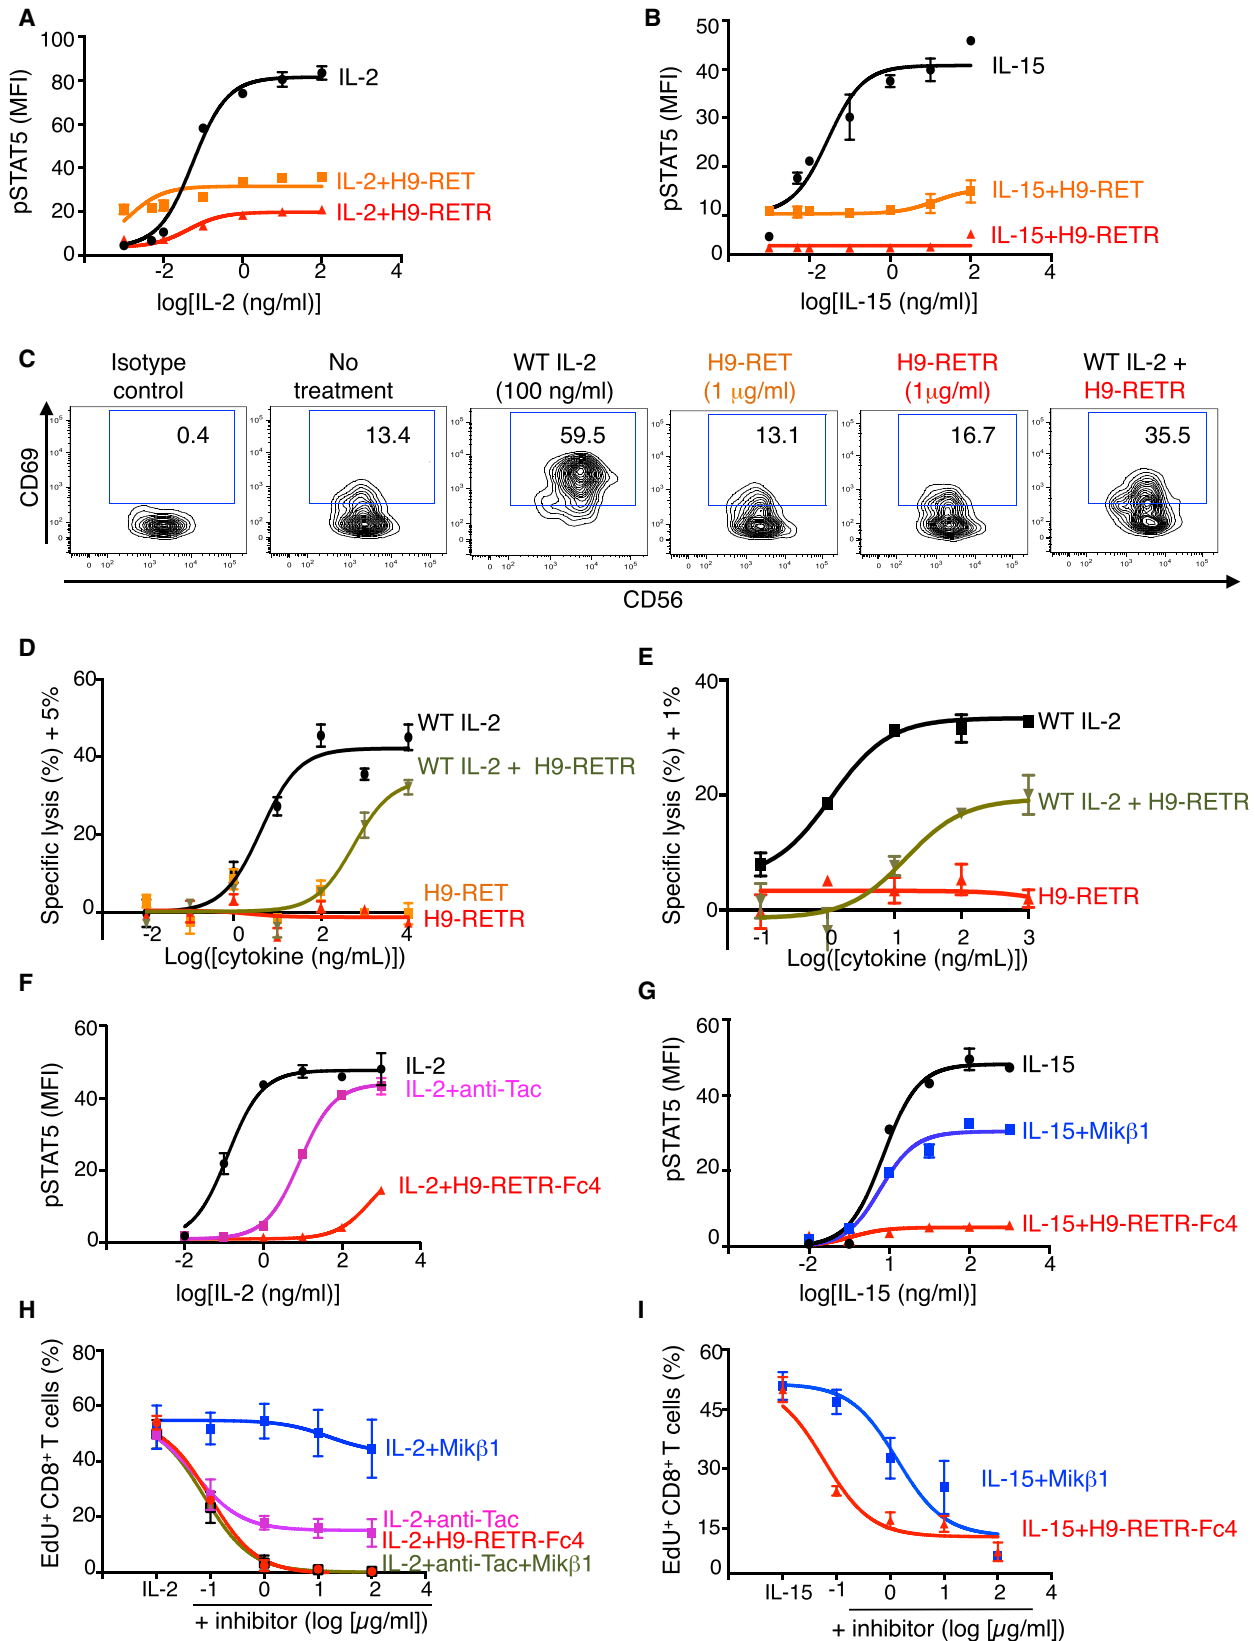 A
pSTAT5 (MFI)
100
80
60
40
20
0
-2
0
2
4
log[IL-2 (ng/ml)]
IL-2
IL-2+H9-RET
IL-2+H9-RETR
B
pSTAT5 (MFI)
50
40
30
20
10
0
-2
0
2
4
log[IL-15 (ng/ml)]
IL-15
IL-15+H9-RET
IL-15+H9-RETR
C
Isotype
control
No
treatment
WT IL-2
(100 ng/ml)
H9-RET
(1 μg/ml)
H9-RETR
(1μg/ml)
WT IL-2 +
H9-RETR
0.4
13.4
59.5
13.1
16.7
35.5
CD69
CD56
D
Specific lysis (%) + 5%
60
40
20
0
-2
0
2
4
Log([cytokine (ng/mL)])
WT IL-2
WT IL-2 + H9-RETR
H9-RET
H9-RETR
E
Specific lysis (%) + 1%
40
20
0
-1
0
1
2
3
Log([cytokine (ng/mL)])
WT IL-2
WT IL-2 + H9-RETR
H9-RETR
F
pSTAT5 (MFI)
60
40
20
0
-2
0
2
4
log[IL-2 (ng/ml)]
IL-2
IL-2+anti-Tac
IL-2+H9-RETR-Fc4
G
pSTAT5 (MFI)
60
40
20
0
-2
1
2
4
log[IL-15 (ng/ml)]
IL-15
IL-15+Mikβ1
IL-15+H9-RETR-Fc4
H
EdU⁺ CD8⁺ T cells (%)
80
60
40
20
0
IL-2
-1
0
1
2
4
+ inhibitor (log [μg/ml])
IL-2+Mikβ1
IL-2+anti-Tac
IL-2+H9-RETR-Fc4
IL-2+anti-Tac+Mikβ1
I
EdU⁺ CD8⁺ T cells (%)
60
45
30
15
0
IL-15
-1
0
1
2
4
+ inhibitor (log [μg/ml])
IL-15+Mikβ1
IL-15+H9-RETR-Fc4